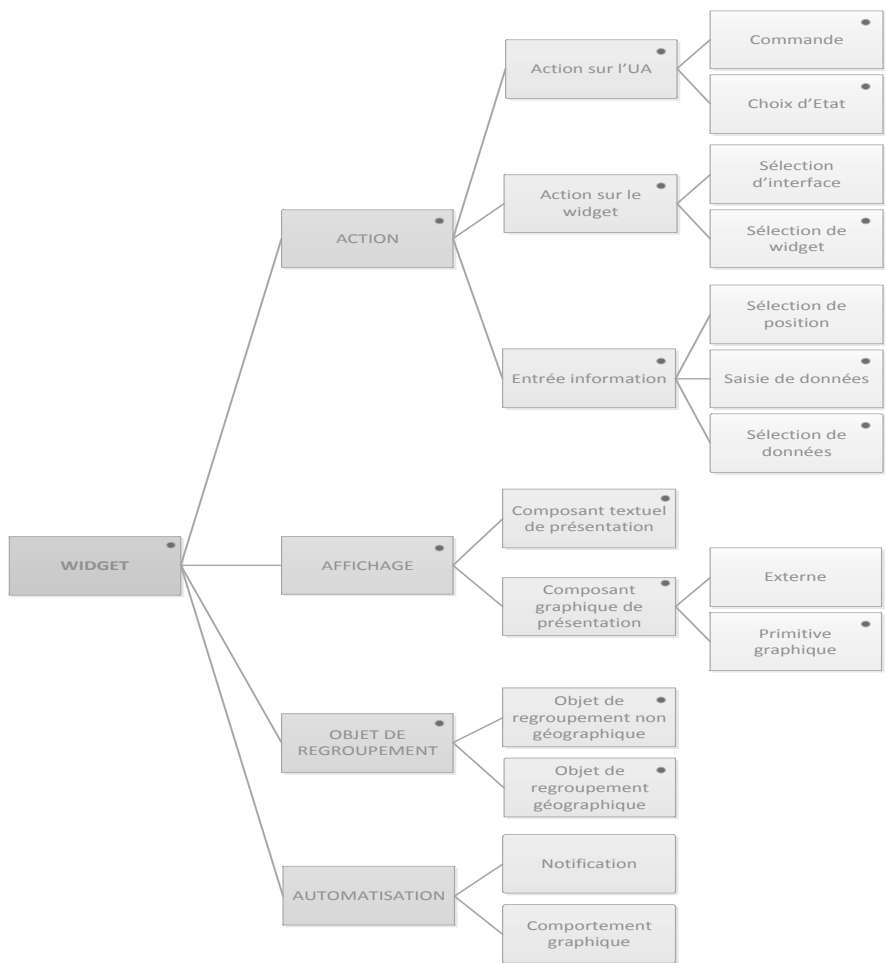 WIDGET
ACTION
Action sur l'UA
Commande
Choix d'Etat
Action sur le
widget
Sélection
d'interface
Sélection de
widget
Entrée information
Sélection de
position
Saisie de données
Sélection de
données
AFFICHAGE
Composant textuel
de présentation
Composant
graphique de
présentation
Externe
Primitive
graphique
OBJET DE
REGROUPEMENT
Objet de
regroupement non
géographique
Objet de
regroupement
géographique
AUTOMATISATION
Notification
Comportement
graphique